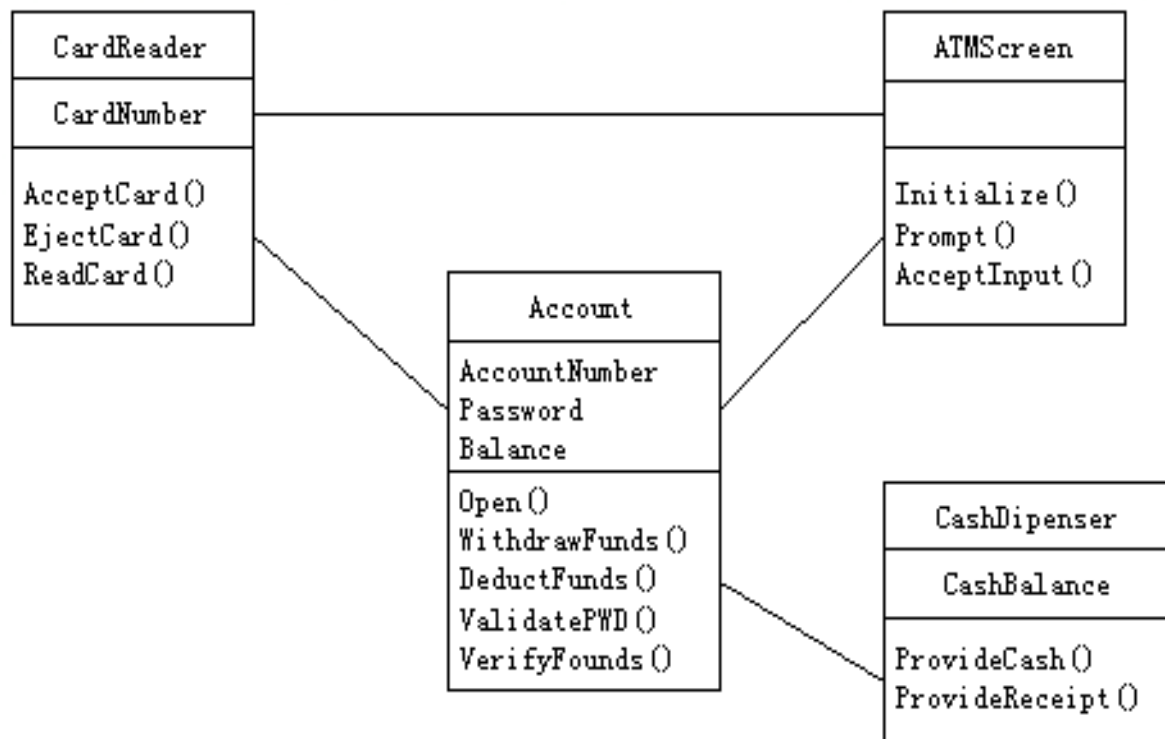 CardReader
CardNumber
AcceptCard()
EjectCard()
ReadCard()
ATMScreen
Initialize()
Prompt()
AcceptInput()
Account
AccountNumber
Password
Balance
Open()
WithdrawFunds()
DeductFunds()
ValidatePWD()
VerifyFounds()
CashDipenser
CashBalance
ProvideCash()
ProvideReceipt()